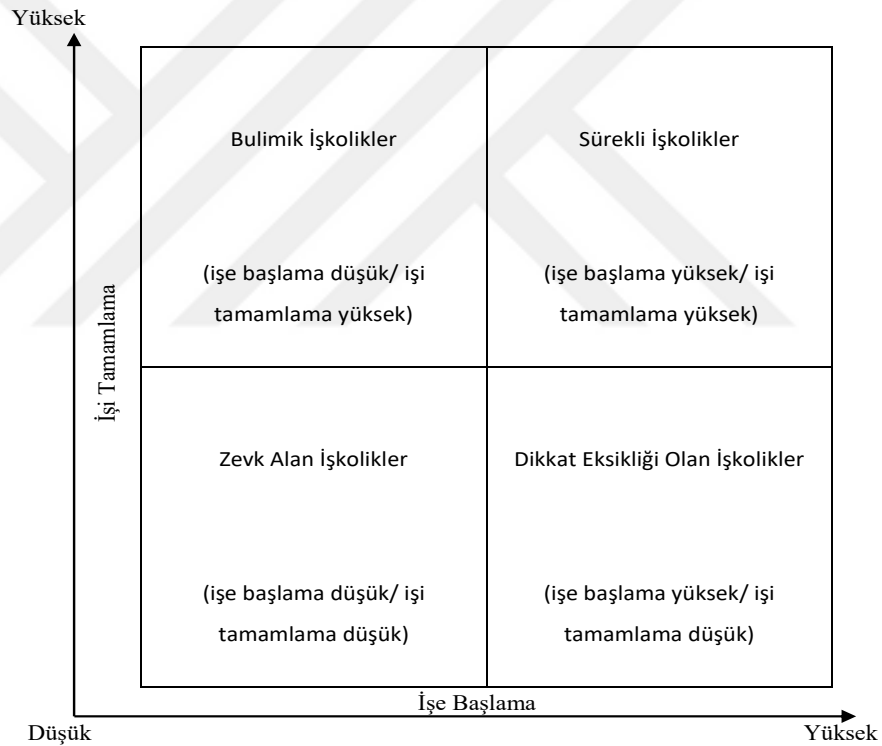 Yüksek
Bulimik İşkolikler
Sürekli İşkolikler
(işe başlama düşük/ işi
tamamlama yüksek)
(işe başlama yüksek/ işi
tamamlama yüksek)
İşi Tamamlama
Zevk Alan İşkolikler
Dikkat Eksikliği Olan İşkolikler
(işe başlama düşük/ işi
tamamlama düşük)
(işe başlama yüksek/ işi
tamamlama düşük)
İşe Başlama
Düşük
Yüksek